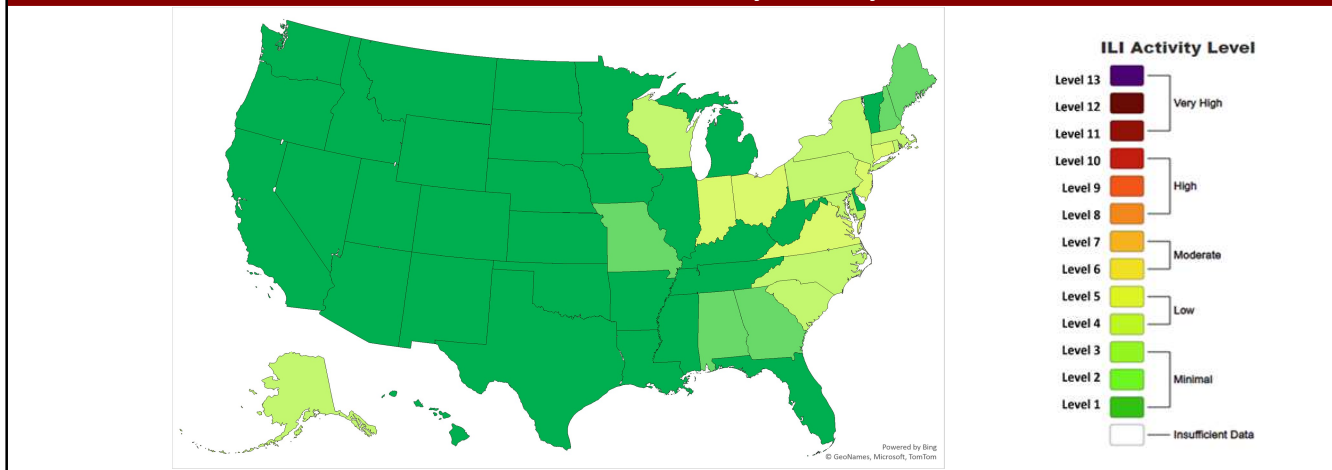 ILI Activity Level
Level 13
Level 12
Very High
Level 11
Level 10
Level 9
High
Level 8
Level 7
Moderate
Level 6
Level 5
Low
Level 4
Level 3
Level 2
Minimal
Level 1
Insufficient Data
Powered by Bing
© GeoNames, Microsoft, TomTom